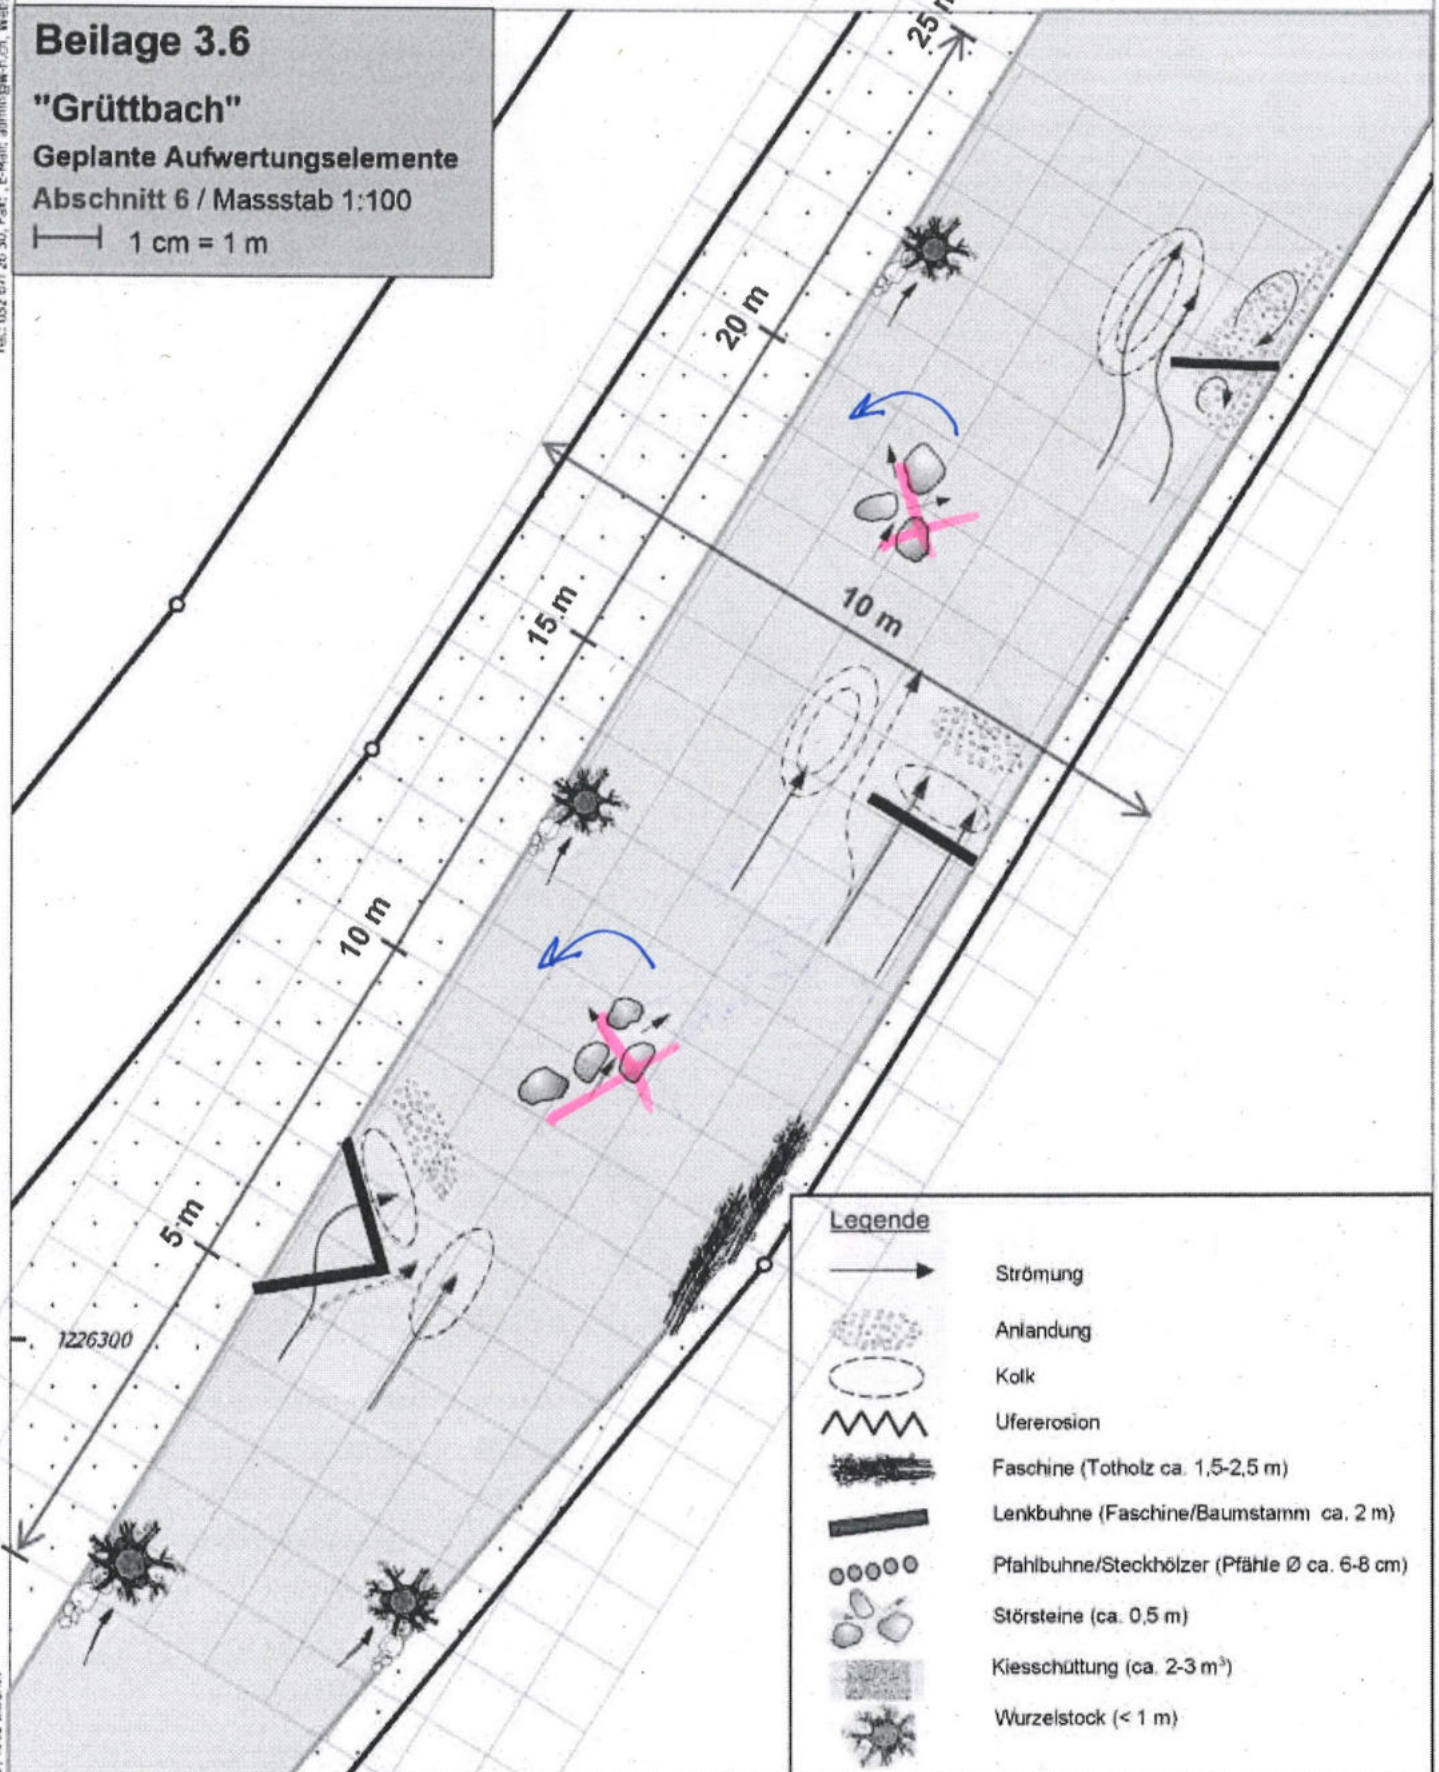 Beilage 3.6
"Grüttbach"
Geplante Aufwertungselemente
Abschnitt 6 / Massstab 1:100
1 cm = 1 m
25 m
20 m
15 m
10 m
10 m
5 m
1226300
Legende
Strömung
Anlandung
Kolk
Ufererosion
Faschine (Totholz ca. 1,5-2,5 m)
Lenkbuhne (Faschine/Baumstamm ca. 2 m)
Pfahlbuhne/Steckhölzer (Pfähle Ø ca. 6-8 cm)
Störsteine (ca. 0,5 m)
Kiesschüttung (ca. 2-3 m³)
Wurzelstock (< 1 m)